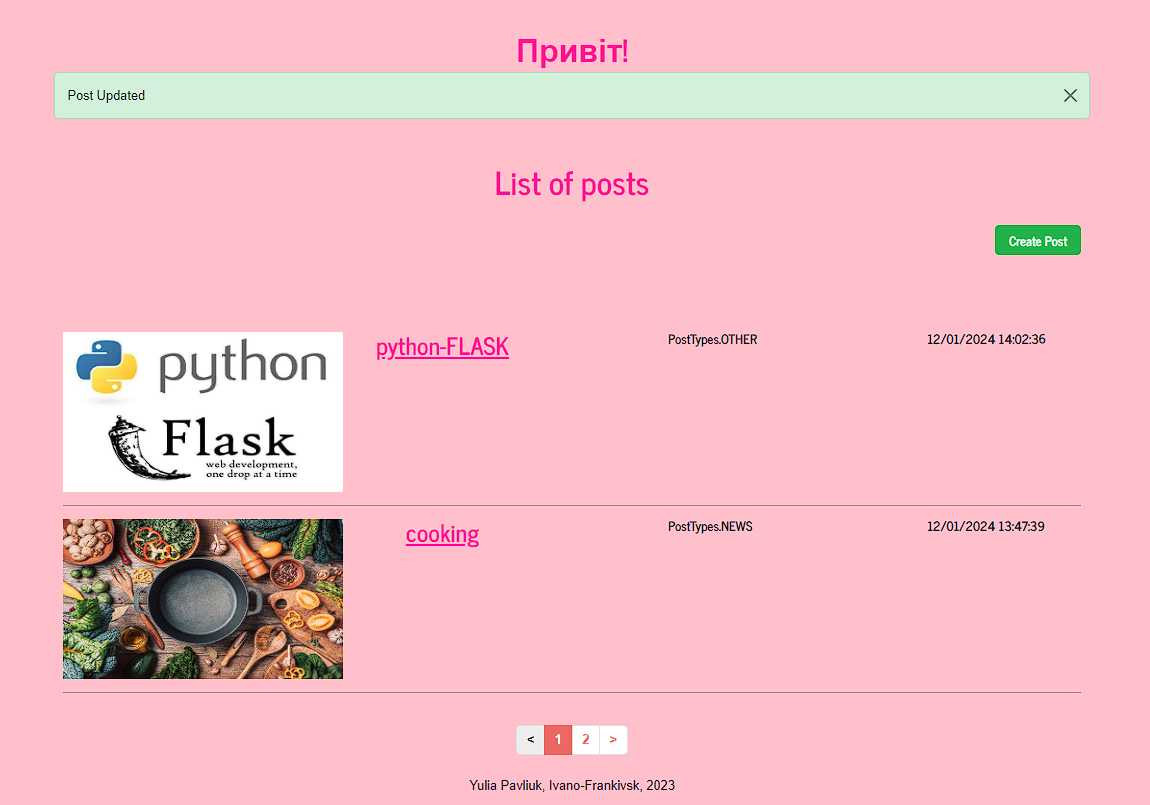 Привіт!
Post Updated
List of posts
Create Post
python
Flask
web development,
one drop at a time
python-FLASK
PostTypes.OTHER
12/01/2024 14:02:36
cooking
PostTypes.NEWS
12/01/2024 13:47:39
< 1 2 >
Yulia Pavliuk, Ivano-Frankivsk, 2023